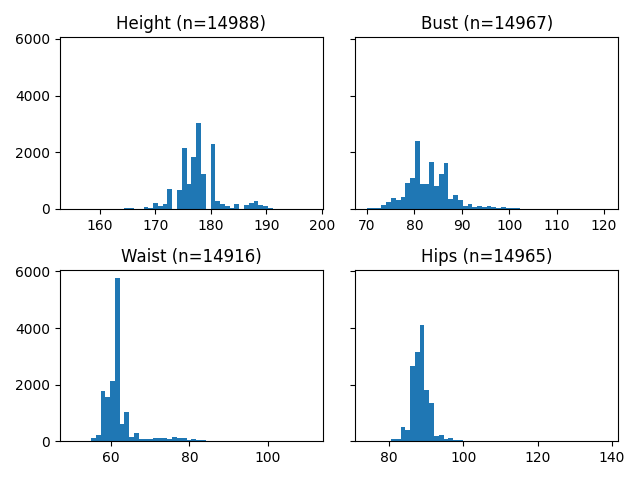 Height (n=14988)
Bust (n=14967)
6000
4000
2000
0
160 170 180 190 200
70 80 90 100 110 120
Waist (n=14916)
Hips (n=14965)
6000
4000
2000
0
60 80 100
80 100 120 140